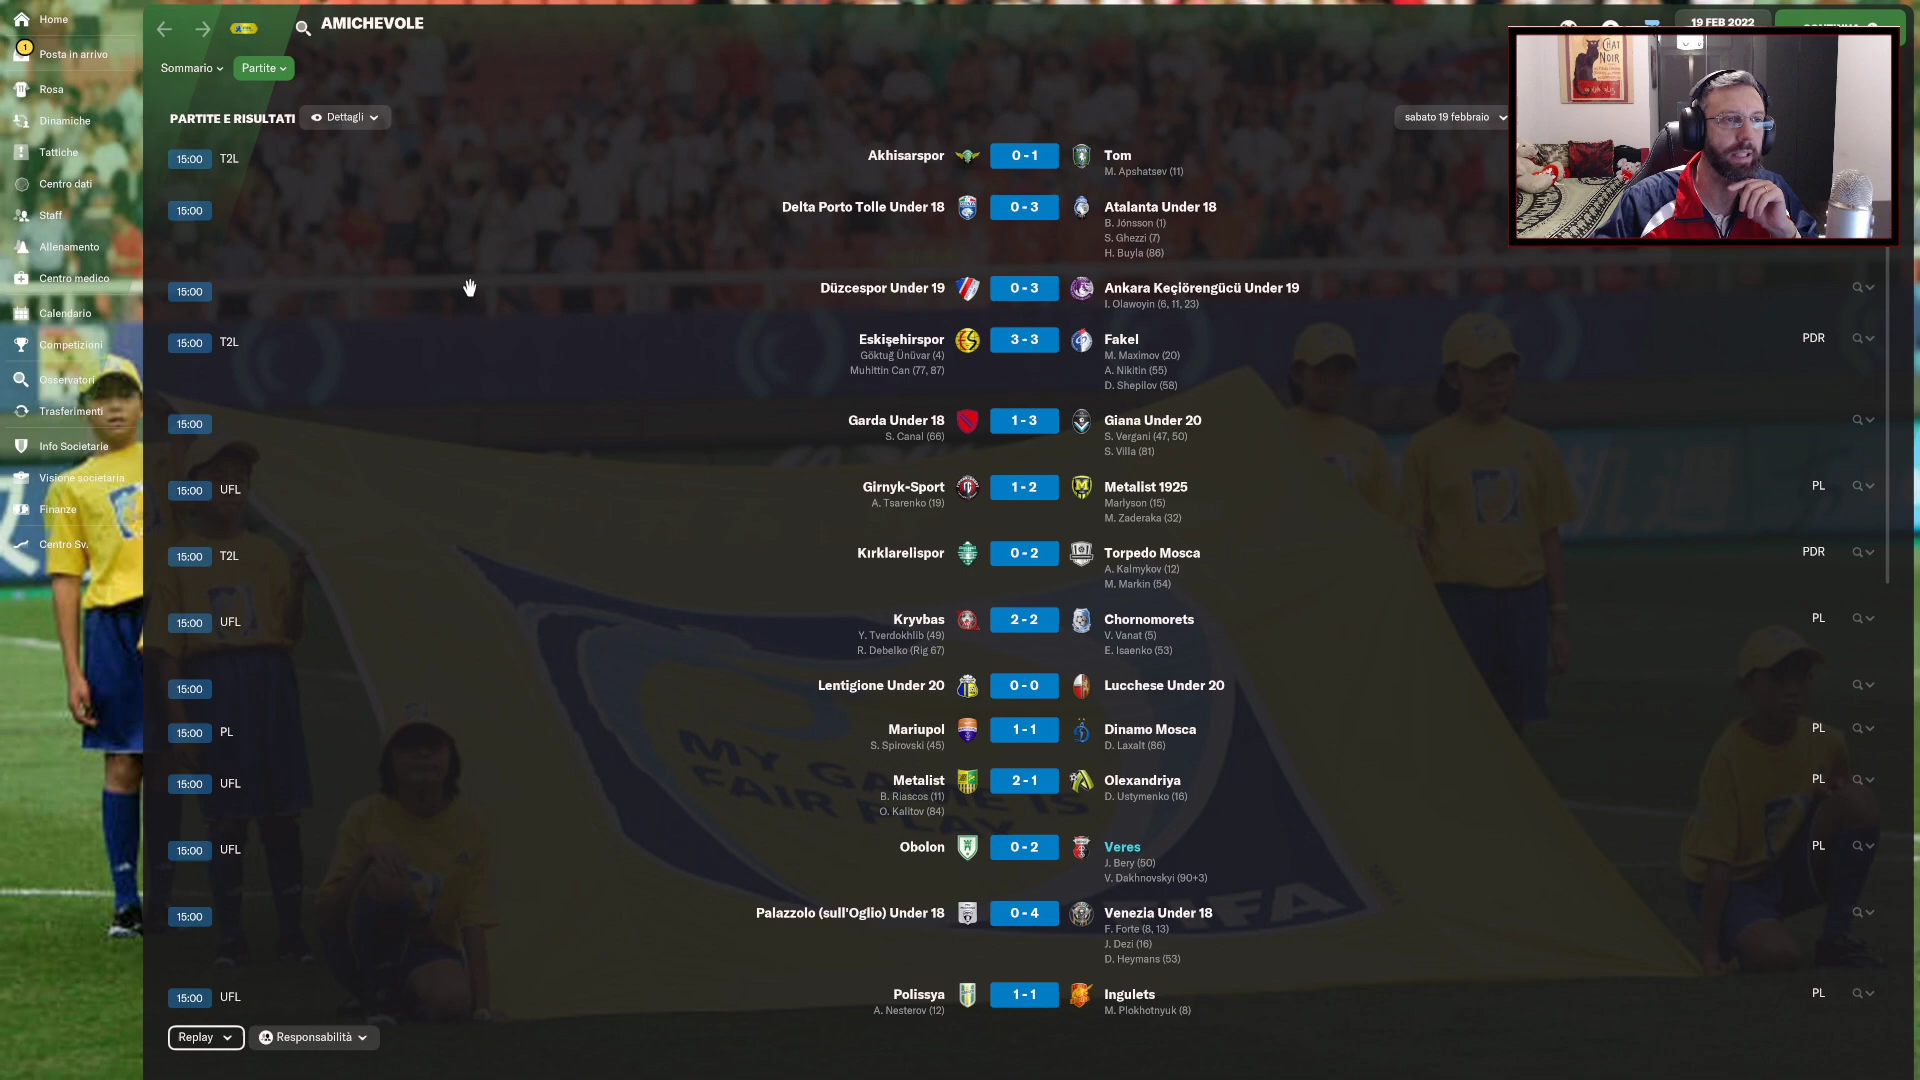 Home
AMICHEVOLE
19 FEB 2022
1
Posta in arrivo
CHAT
NOIR
Sommario
Partite
Rosa
PARTITE E RISULTATI
Dettagli
sabato 19 febbraio
Dinamiche
Tattiche
15:00 T2L Akhisarspor 0 - 1 Tom
M. Apshatsev (11)
Centro dati
15:00 Delta Porto Tolle Under 18 0 - 3 Atalanta Under 18
B. Jónsson (1)
S. Ghezzi (7)
H. Buyla (86)
Staff
Allenamento
Centro medico
15:00 Düzcespor Under 19 0 - 3 Ankara Keçiörengücü Under 19
I. Olawoyin (6, 11, 23)
Calendario
Competizioni
15:00 T2L Eskişehirspor 3 - 3 Fakel PDR
Göktuğ Ünüvar (4) M. Maximov (20)
Muhittin Can (77, 87) A. Nikitin (55)
D. Shepilov (58)
Osservatori
Trasferimenti
15:00 Garda Under 18 1 - 3 Giana Under 20
S. Canal (66) S. Vergani (47, 50)
S. Villa (81)
Info Societarie
Visione societaria
15:00 UFL Girnyk-Sport 1 - 2 Metalist 1925 PL
A. Tsarenko (19) Marlyson (15)
M. Zaderaka (32)
Finanze
Centro Sv.
15:00 T2L Kırklarelispor 0 - 2 Torpedo Mosca PDR
A. Kalmykov (12)
M. Markin (54)
15:00 UFL Kryvbas 2 - 2 Chornomorets PL
Y. Tverdokhlib (49) V. Vanat (5)
R. Debelko (Rig 67) E. Isaenko (53)
15:00 Lentigione Under 20 0 - 0 Lucchese Under 20
15:00 PL Mariupol 1 - 1 Dinamo Mosca PL
S. Spirovski (45) D. Laxalt (86)
MY GAME IS
FAIR PLAY
15:00 UFL Metalist 2 - 1 Olexandriya PL
B. Riascos (11) D. Ustymenko (16)
O. Kalitov (84)
15:00 UFL Obolon 0 - 2 Veres PL
J. Bery (50)
V. Dakhnovskyi (90+3)
FIFA
15:00 Palazzolo (sull'Oglio) Under 18 0 - 4 Venezia Under 18
F. Forte (8, 13)
J. Dezi (16)
D. Heymans (53)
15:00 UFL Polissya 1 - 1 Ingulets PL
A. Nesterov (12) M. Plokhotnyuk (8)
Replay
Responsabilità